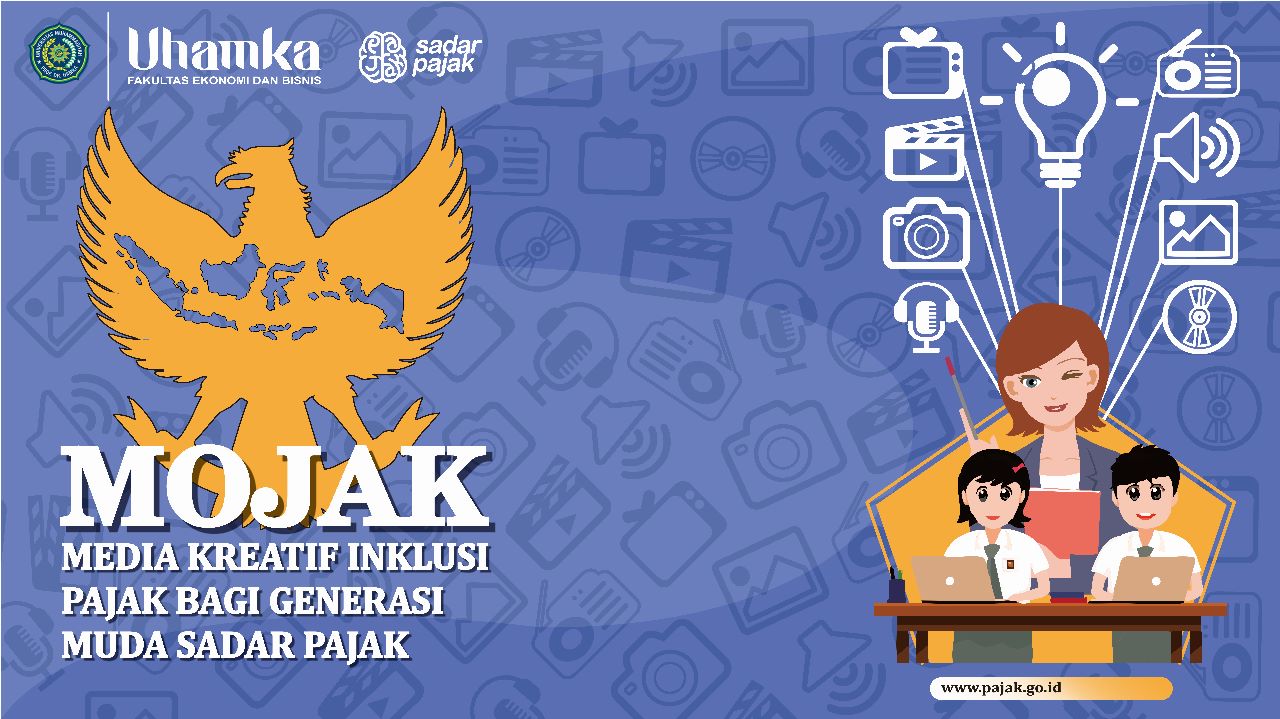 Uhamka
FAKULTAS EKONOMI DAN BISNIS
sadar
pajak
MOJAK
MEDIA KREATIF INKLUSI
PAJAK BAGI GENERASI
MUDA SADAR PAJAK
www.pajak.go.id